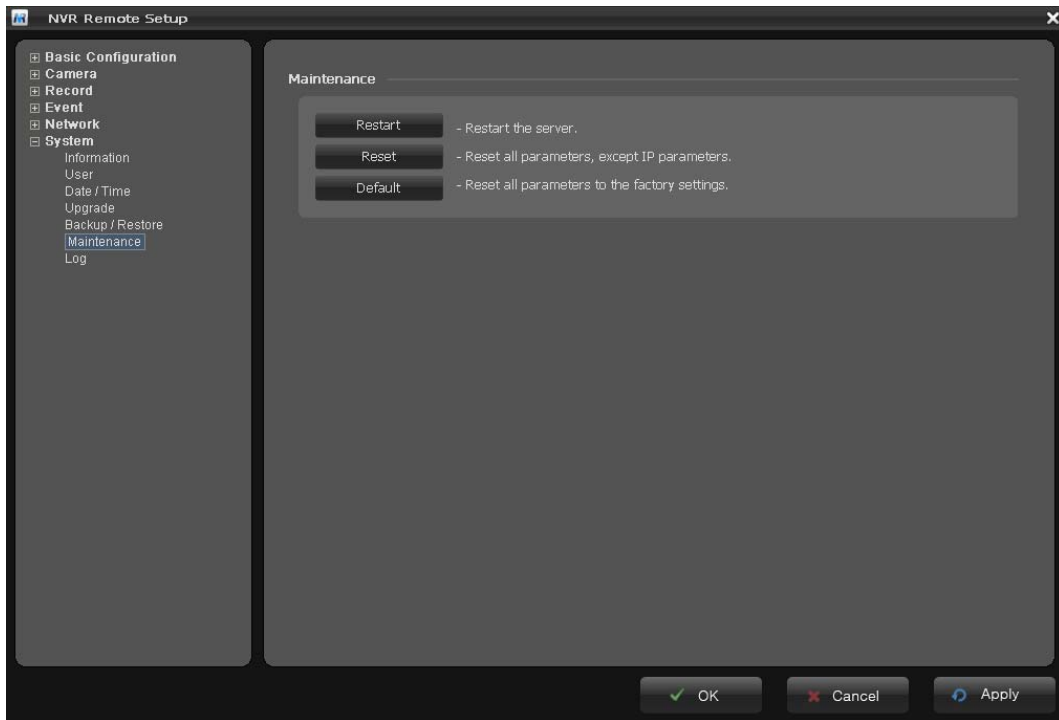 NVR Remote Setup
Basic Configuration
Camera
Record
Event
Network
System
Information
User
Date / Time
Upgrade
Backup / Restore
Maintenance
Log
Maintenance
Restart - Restart the server.
Reset - Reset all parameters, except IP parameters.
Default - Reset all parameters to the factory settings.
OK Cancel Apply